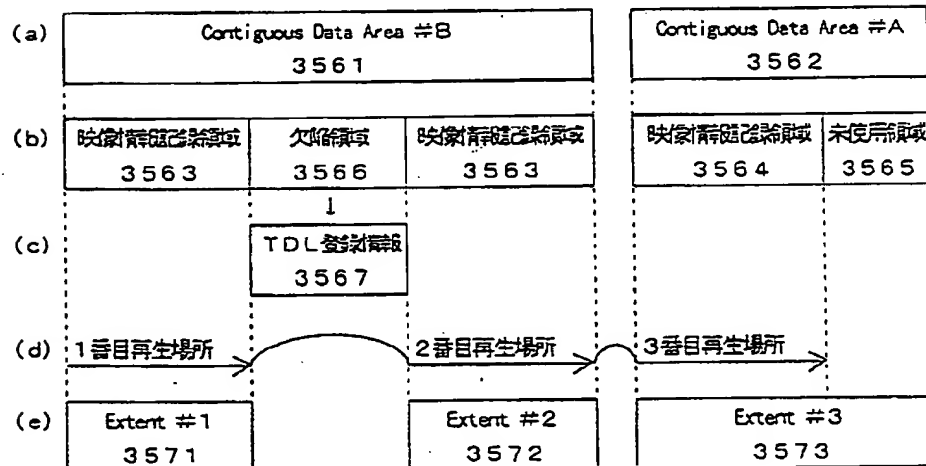 (a)
Contiguous Data Area #B
3561
Contiguous Data Area #A
3562
(b)
映像情報記録領域
3563
欠陥領域
3566
映像情報記録領域
3563
映像情報記録領域
3564
未使用領域
3565
(c)
TDL登録情報
3567
(d)
1番目再生場所
2番目再生場所
3番目再生場所
(e)
Extent #1
3571
Extent #2
3572
Extent #3
3573